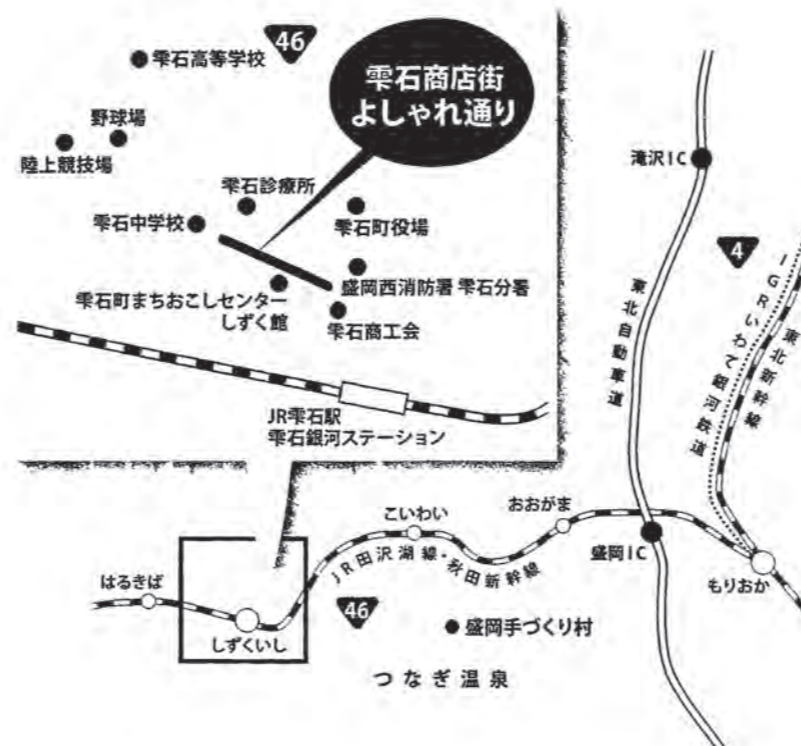 46
雫石高等学校
雫石商店街
よしゃれ通り
野球場
陸上競技場
雫石診療所
雫石中学校
雫石町役場
盛岡西消防署 雫石分署
雫石町まちおこしセンター
しずく館
雫石商工会
JR雫石駅
雫石銀河ステーション
滝沢IC
4
東北自動車道
IGRいわて銀河鉄道
東北新幹線
おおがま
こいわい
JR田沢湖線・秋田新幹線
盛岡IC
もりおか
はるきば
しずくいし
46
盛岡手づくり村
つなぎ温泉